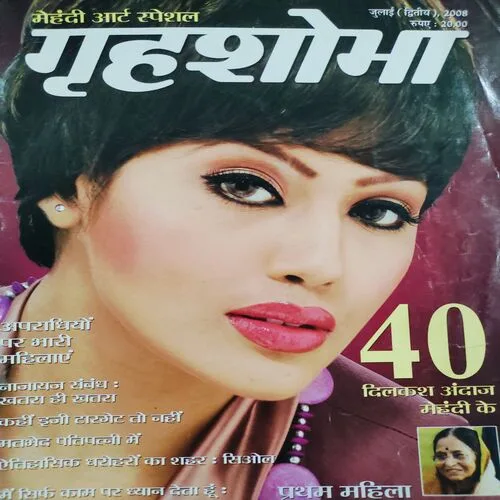 मेहंदी आर्ट स्पेशल
जुलाई ( द्वितीय ), 2008
रुपए : 20.00
गृहशोभा
अपराधियों
पर भारी
महिलाएं
नाजायज संबंध :
खतरा ही खतरा
कहीं इजी टारगेट तो नहीं
मतभेद पतिपत्नी में
ऐतिहासिक धरोहरों का शहर : सिओल
में सिर्फ काम पर ध्यान देता हूँ :
40
दिलकश अंदाज
मेहंदी के
प्रथम महिला